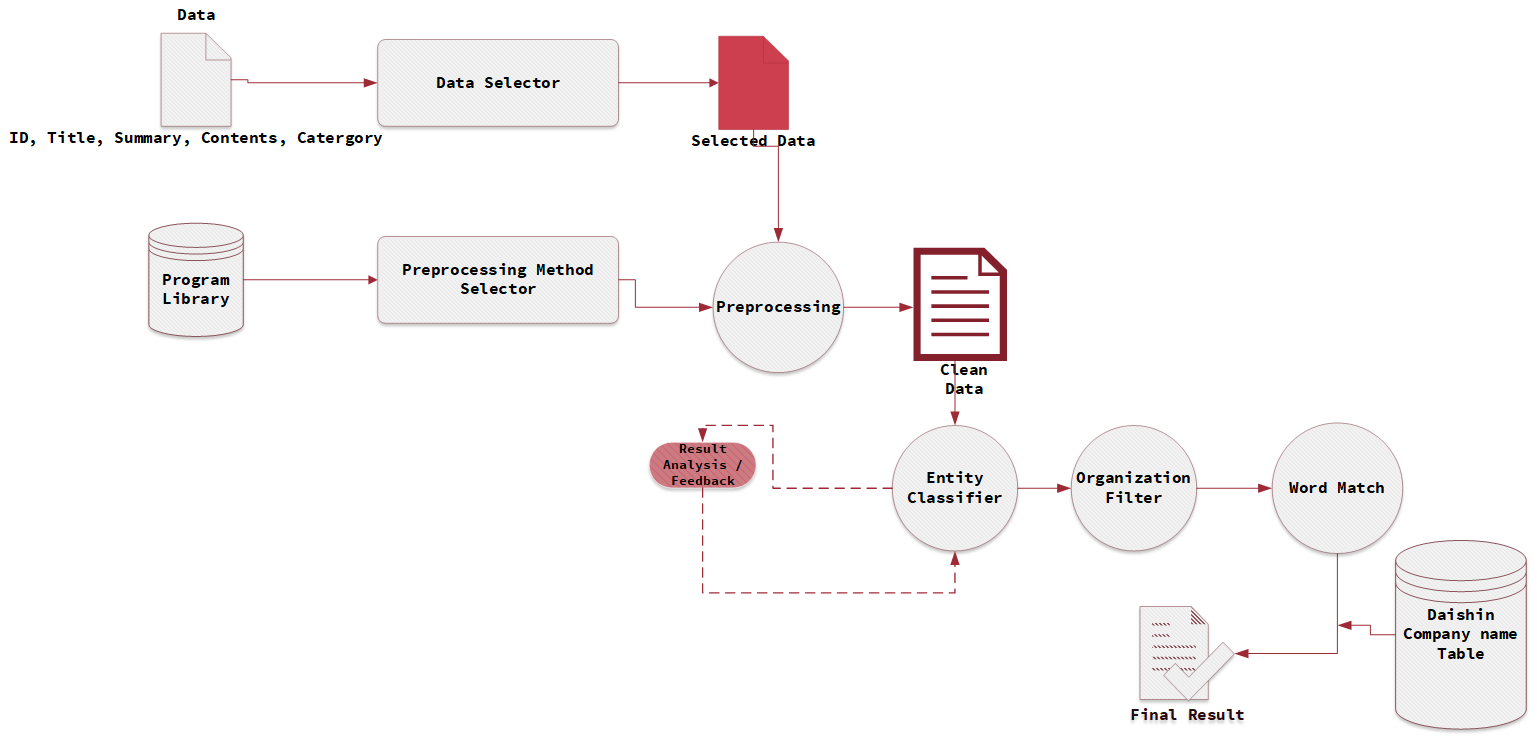 Data
Data Selector
ID, Title, Summary, Contents, Catergory
Selected Data
Program
Library
Preprocessing Method
Selector
Preprocessing
Clean
Data
Result
Analysis /
Feedback
Entity
Classifier
Organization
Filter
Word Match
Daishin
Company name
Table
Final Result